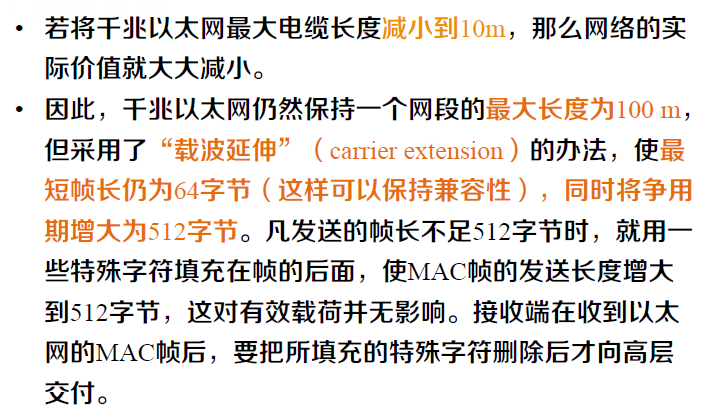 • 若将千兆以太网最大电缆长度减小到10m，那么网络的实
际价值就大大减小。
• 因此，千兆以太网仍然保持一个网段的最大长度为100 m，
但采用了“载波延伸”（carrier extension）的办法，使最
短帧长仍为64字节（这样可以保持兼容性），同时将争用
期增大为512字节。凡发送的帧长不足512字节时，就用一
些特殊字符填充在帧的后面，使MAC帧的发送长度增大
到512字节，这对有效载荷并无影响。接收端在收到以太
网的MAC帧后，要把所填充的特殊字符删除后才向高层
交付。